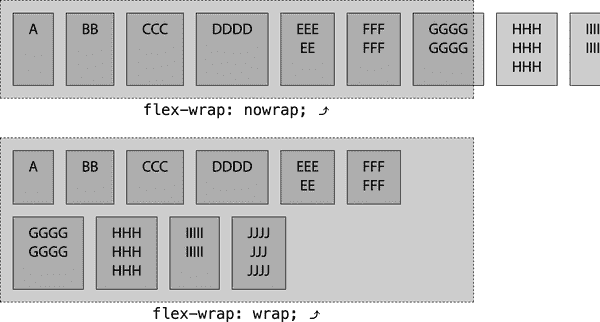 A BB CCC DDDD EEE FFF GGGG HHH
EE FFF GGGG HHH
HHH
flex-wrap: nowrap; ⤴
A BB CCC DDDD EEE FFF
EE FFF
GGGG HHH IIIII JJJJ
GGGG HHH IIIII JJJ
HHH JJJJ
flex-wrap: wrap; ⤴